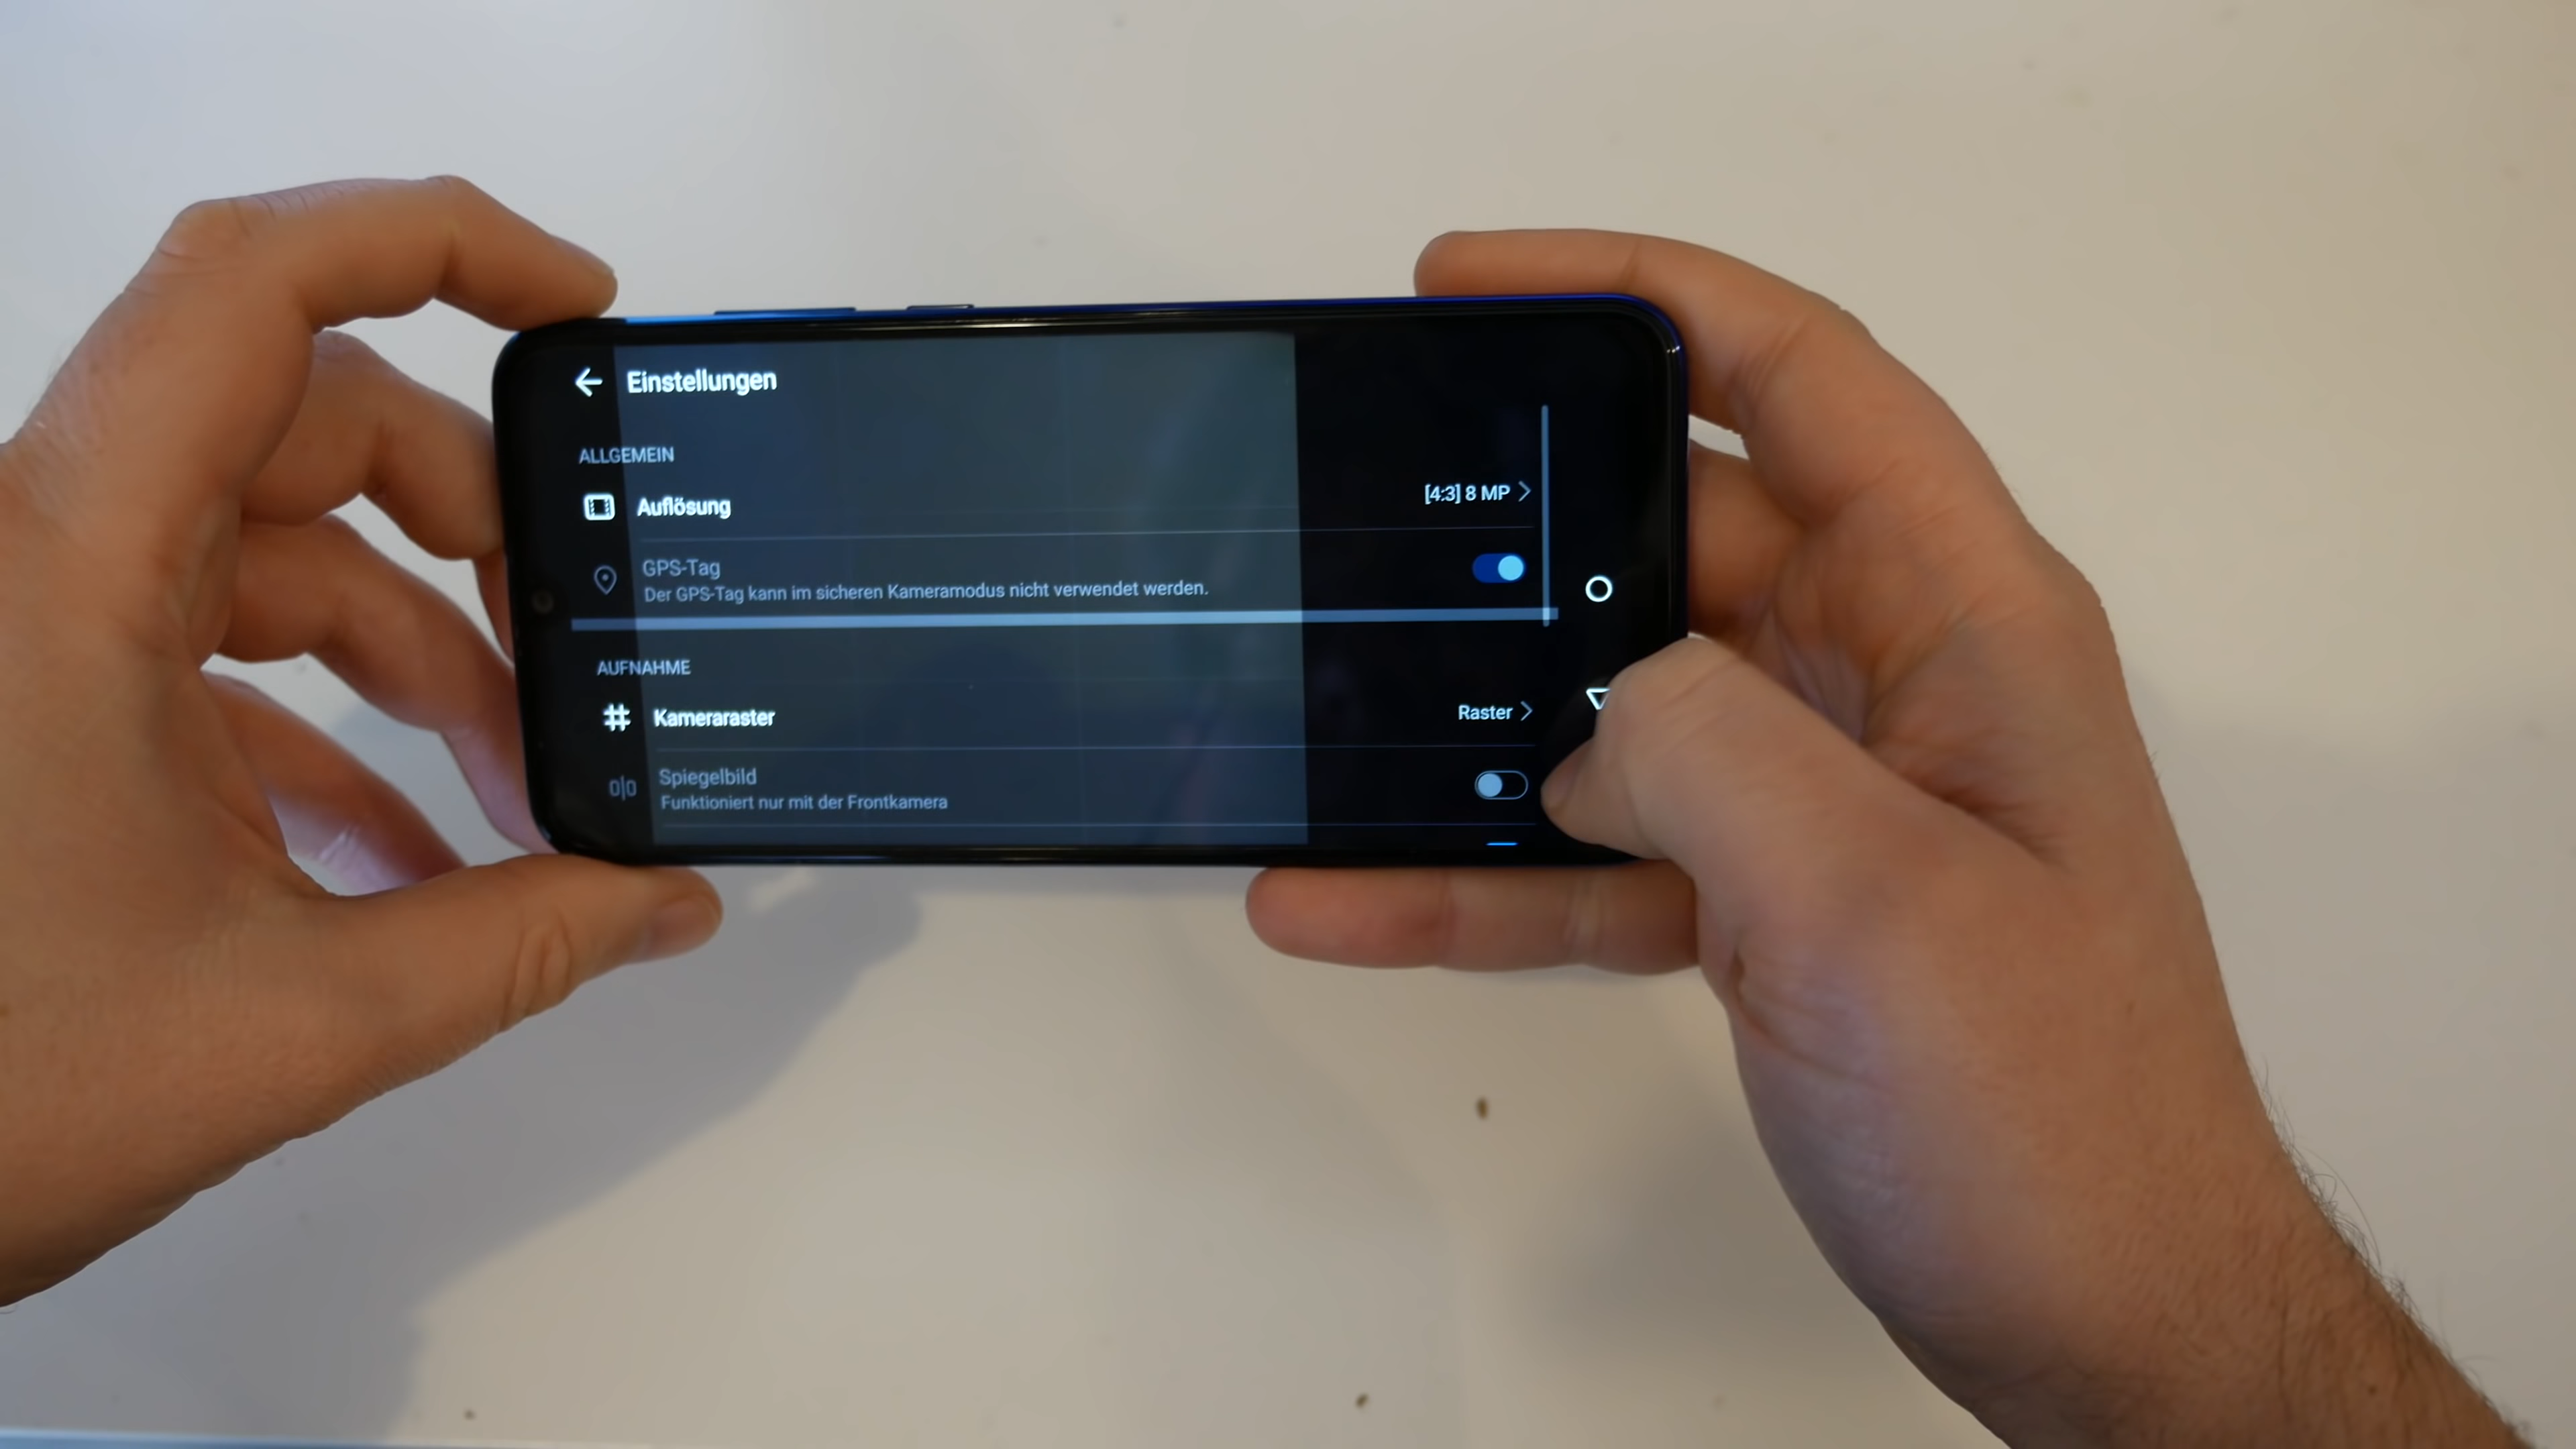 Einstellungen
ALLGEMEIN
Auflösung
[4:3] 8 MP
GPS-Tag
Der GPS-Tag kann im sicheren Kameramodus nicht verwendet werden.
AUFNAHME
Kameraraster
Raster
Spiegelbild
Funktioniert nur mit der Frontkamera